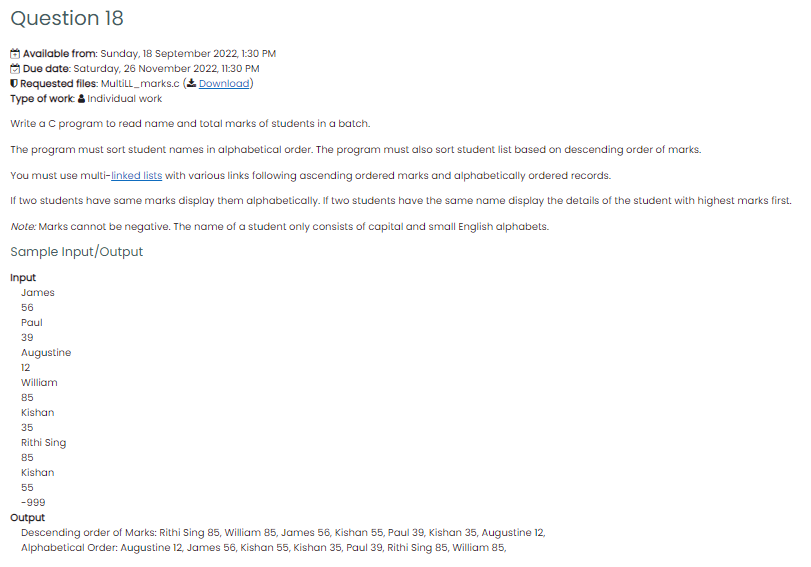 Question 18
Available from: Sunday, 18 September 2022, 1:30 PM
Due date: Saturday, 26 November 2022, 11:30 PM
Requested files: MultiLL_marks.c (Download)
Type of work: Individual work
Write a C program to read name and total marks of students in a batch.
The program must sort student names in alphabetical order. The program must also sort student list based on descending order of marks.
You must use multi-linked lists with various links following ascending ordered marks and alphabetically ordered records.
If two students have same marks display them alphabetically. If two students have the same name display the details of the student with highest marks first.
Note: Marks cannot be negative. The name of a student only consists of capital and small English alphabets.
Sample Input/Output
Input
James
56
Paul
39
Augustine
12
William
85
Kishan
35
Rithi Sing
85
Kishan
55
-999
Output
Descending order of Marks: Rithi Sing 85, William 85, James 56, Kishan 55, Paul 39, Kishan 35, Augustine 12,
Alphabetical Order: Augustine 12, James 56, Kishan 55, Kishan 35, Paul 39, Rithi Sing 85, William 85,